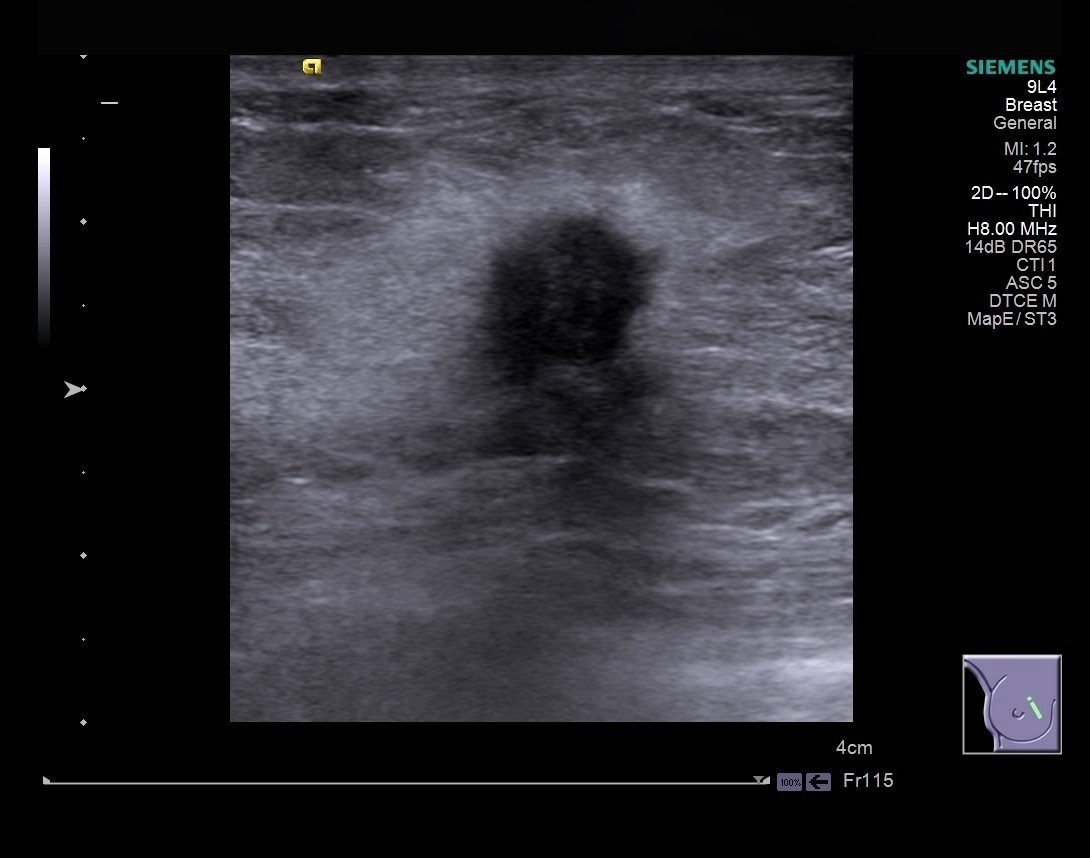 SIEMENS
9L4
Breast
General
MI: 1.2
47fps
2D--100%
THI
H8.00 MHz
14dB DR65
CTI 1
ASC 5
DTCE M
MapE / ST3
4cm
100%
Fr115